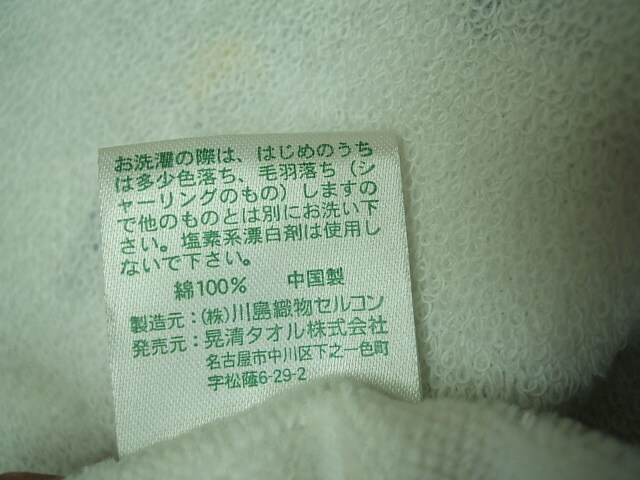 お洗濯の際は、はじめのうち
は多少色落ち、毛羽落ち（シ
ャーリングのもの）しますの
で他のものとは別にお洗い下
さい。塩素系漂白剤は使用し
ないで下さい。
綿100%　中国製
製造元：（株）川島織物セルコン
発売元：晃清タオル株式会社
名古屋市中川区下之一色町
字松蔭6-29-2